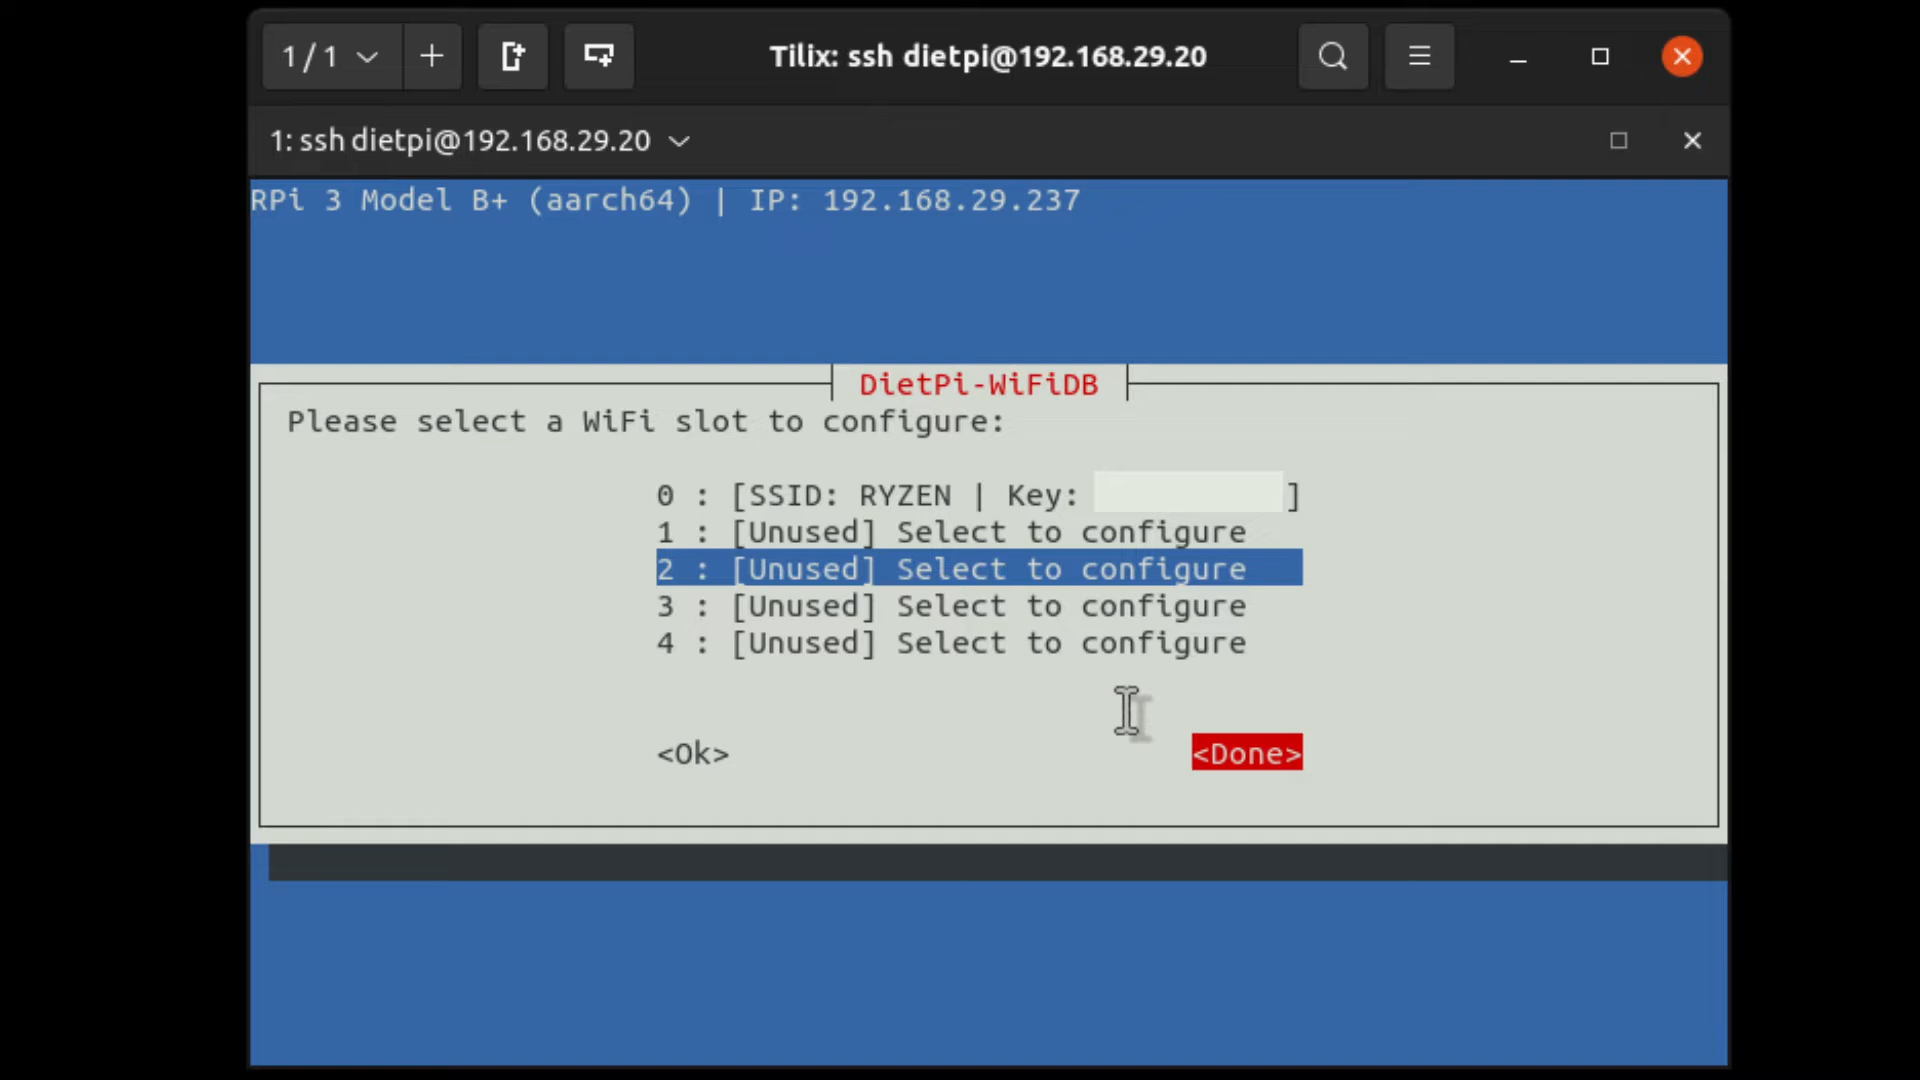 1 / 1
Tilix: ssh dietpi@192.168.29.20
1: ssh dietpi@192.168.29.20
RPi 3 Model B+ (aarch64) | IP: 192.168.29.237
DietPi-WiFiDB
Please select a WiFi slot to configure:
0 : [SSID: RYZEN | Key: ]
1 : [Unused] Select to configure
2 : [Unused] Select to configure
3 : [Unused] Select to configure
4 : [Unused] Select to configure
<Ok> <Done>